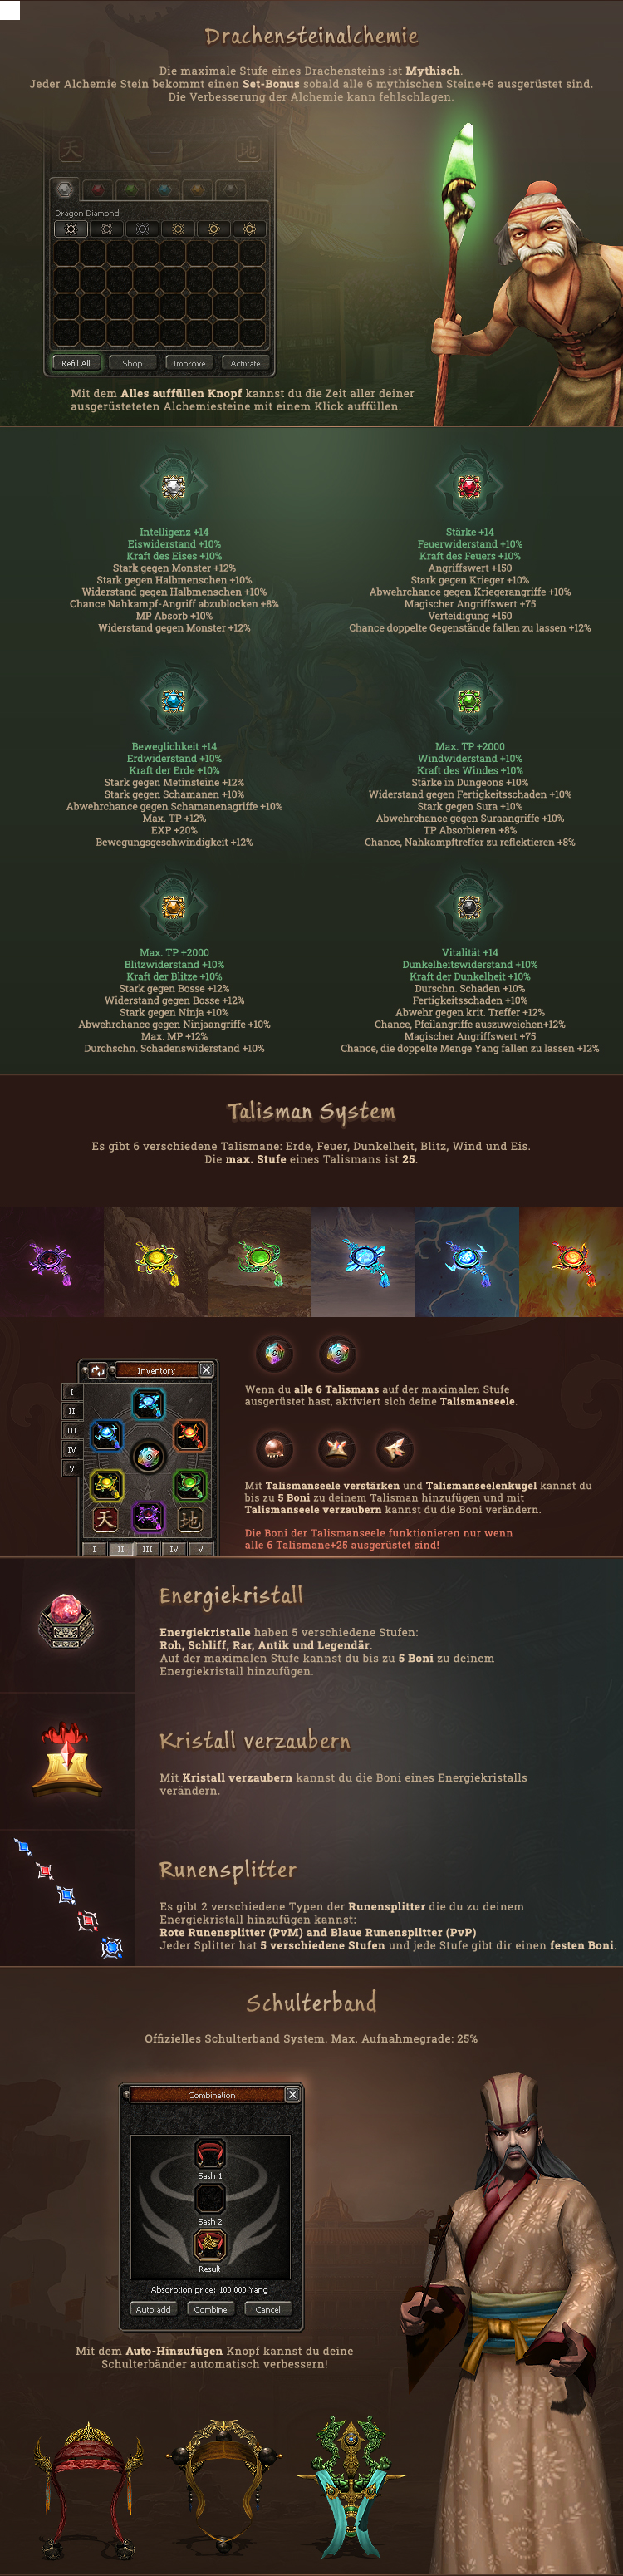 Drachensteinalchemie
Die maximale Stufe eines Drachensteins ist Mythisch.
Jeder Alchemie Stein bekommt einen Set-Bonus sobald alle 6 mythischen Steine+6 ausgerüstet sind.
Die Verbesserung der Alchemie kann fehlschlagen.
天 地
Dragon Diamond
Refill All Shop Improve Activate
Mit dem Alles auffüllen Knopf kannst du die Zeit aller deiner
ausgerüsteteten Alchemiesteine mit einem Klick auffüllen.
Intelligenz +14
Eiswiderstand +10%
Kraft des Eises +10%
Stark gegen Monster +12%
Stark gegen Halbmenschen +10%
Widerstand gegen Halbmenschen +10%
Chance Nahkampf-Angriff abzublocken +8%
MP Absorb +10%
Widerstand gegen Monster +12%
Stärke +14
Feuerwiderstand +10%
Kraft des Feuers +10%
Angriffswert +150
Stark gegen Krieger +10%
Abwehrchance gegen Kriegerangriffe +10%
Magischer Angriffswert +75
Verteidigung +150
Chance doppelte Gegenstände fallen zu lassen +12%
Beweglichkeit +14
Erdwiderstand +10%
Kraft der Erde +10%
Stark gegen Metinsteine +12%
Stark gegen Schamanen +10%
Abwehrchance gegen Schamanenagriffe +10%
Max. TP +12%
EXP +20%
Bewegungsgeschwindigkeit +12%
Max. TP +2000
Windwiderstand +10%
Kraft des Windes +10%
Stärke in Dungeons +10%
Widerstand gegen Fertigkeitsschaden +10%
Stark gegen Sura +10%
Abwehrchance gegen Suraangriffe +10%
TP Absorbieren +8%
Chance, Nahkampftreffer zu reflektieren +8%
Max. TP +2000
Blitzwiderstand +10%
Kraft der Blitze +10%
Stark gegen Bosse +12%
Widerstand gegen Bosse +12%
Stark gegen Ninja +10%
Abwehrchance gegen Ninjaangriffe +10%
Max. MP +12%
Durchschn. Schadenswiderstand +10%
Vitalität +14
Dunkelheitswiderstand +10%
Kraft der Dunkelheit +10%
Durschn. Schaden +10%
Fertigkeitsschaden +10%
Abwehr gegen krit. Treffer +12%
Chance, Pfeilangriffe auszuweichen+12%
Magischer Angriffswert +75
Chance, die doppelte Menge Yang fallen zu lassen +12%
Talisman System
Es gibt 6 verschiedene Talismane: Erde, Feuer, Dunkelheit, Blitz, Wind und Eis.
Die max. Stufe eines Talismans ist 25.
Inventory
I
II
III
IV
V
天 地
I II III IV V
Wenn du alle 6 Talismans auf der maximalen Stufe
ausgerüstet hast, aktiviert sich deine Talismanseele.
Mit Talismanseele verstärken und Talismanseelenkugel kannst du
bis zu 5 Boni zu deinem Talisman hinzufügen und mit
Talismanseele verzaubern kannst du die Boni verändern.
Die Boni der Talismanseele funktionieren nur wenn
alle 6 Talismane+25 ausgerüstet sind!
Energiekristall
Energiekristalle haben 5 verschiedene Stufen:
Roh, Schliff, Rar, Antik und Legendär.
Auf der maximalen Stufe kannst du bis zu 5 Boni zu deinem
Energiekristall hinzufügen.
Kristall verzaubern
Mit Kristall verzaubern kannst du die Boni eines Energiekristalls
verändern.
Runensplitter
Es gibt 2 verschiedene Typen der Runensplitter die du zu deinem
Energiekristall hinzufügen kannst:
Rote Runensplitter (PvM) and Blaue Runensplitter (PvP)
Jeder Splitter hat 5 verschiedene Stufen und jede Stufe gibt dir einen festen Boni.
Schulterband
Offizielles Schulterband System. Max. Aufnahmegrade: 25%
Combination
Sash 1
Sash 2
Result
Absorption price: 100.000 Yang
Auto add Combine Cancel
Mit dem Auto-Hinzufügen Knopf kannst du deine
Schulterbänder automatisch verbessern!